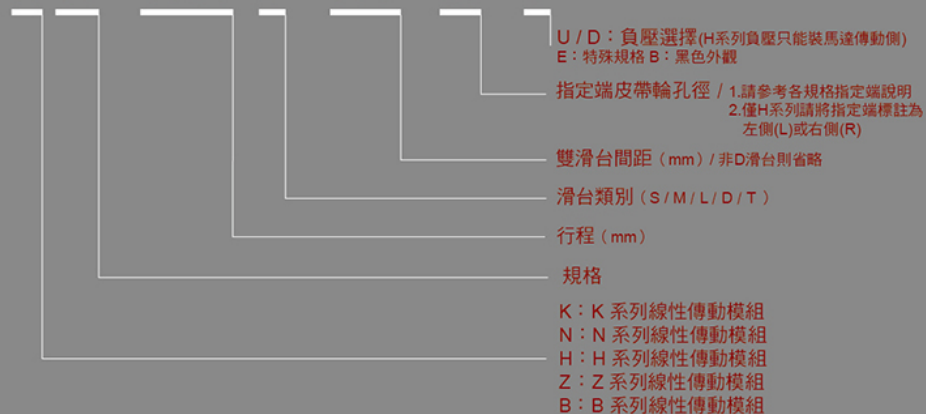 U / D：負壓選擇(H系列負壓只能裝馬達傳動側)
E：特殊規格 B：黑色外觀
指定端皮帶輪孔徑 / 1.請參考各規格指定端說明
2.僅H系列請將指定端標註為
左側(L)或右側(R)
雙滑台間距（mm）/ 非D滑台則省略
滑台類別（S / M / L / D / T ）
行程（mm）
規格
K：K 系列線性傳動模組
N：N 系列線性傳動模組
H：H 系列線性傳動模組
Z：Z 系列線性傳動模組
B：B 系列線性傳動模組